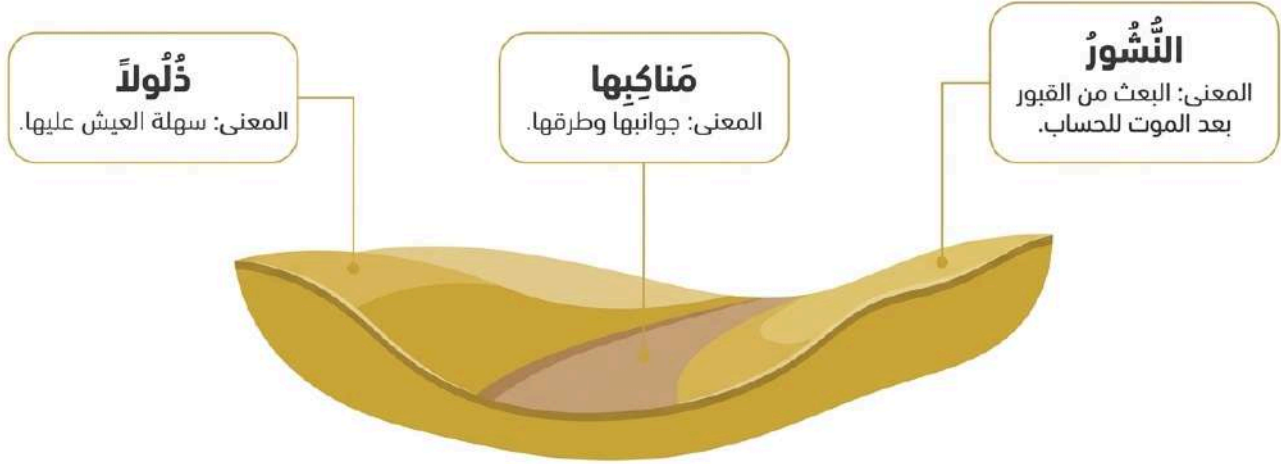 النُّشُورُ
المعنى: البعث من القبور
بعد الموت للحساب.
مَناكِبِها
المعنى: جوانبها وطرقها.
ذُلُولاً
المعنى: سهلة العيش عليها.